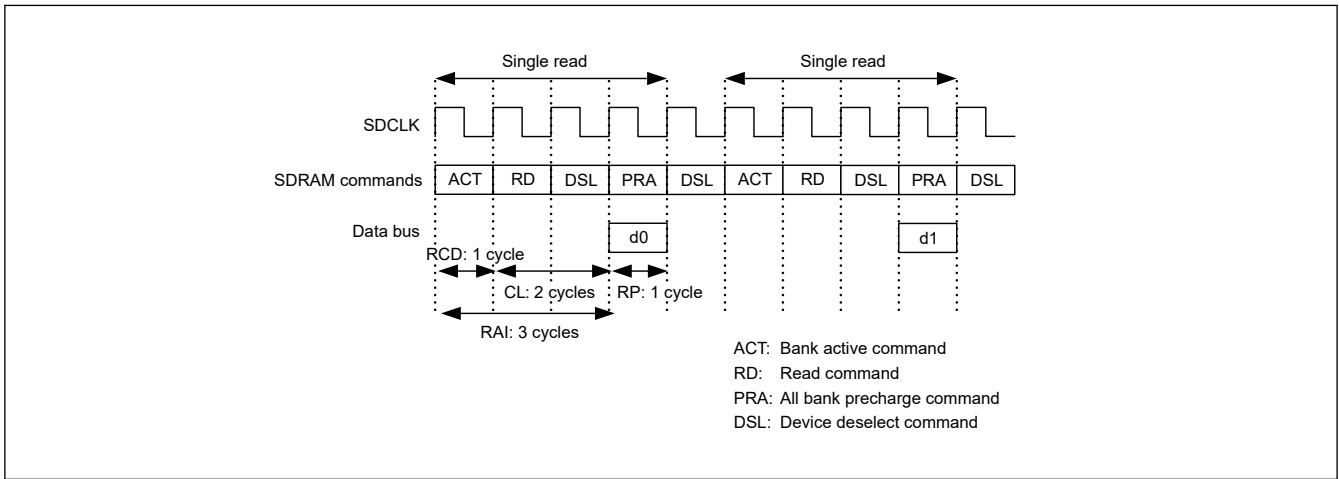 Single read Single read
SDCLK
SDRAM commands ACT RD DSL PRA DSL ACT RD DSL PRA DSL
Data bus d0 d1
RCD: 1 cycle
CL: 2 cycles RP: 1 cycle
RAI: 3 cycles
ACT: Bank active command
RD: Read command
PRA: All bank precharge command
DSL: Device deselect command